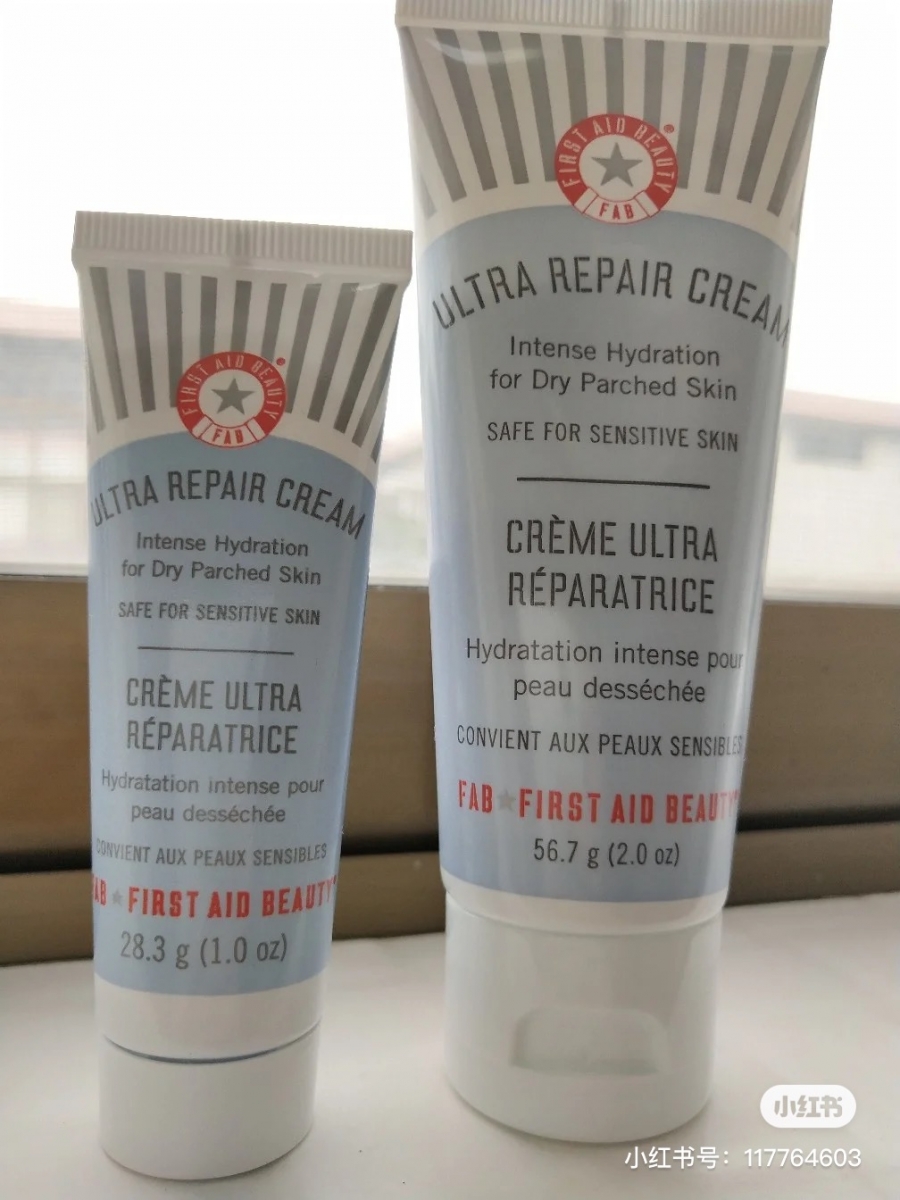 FIRST AID BEAUTY®
FAB
ULTRA REPAIR CREAM
Intense Hydration
for Dry Parched Skin
SAFE FOR SENSITIVE SKIN
CRÈME ULTRA
RÉPARATRICE
Hydratation intense pour
peau desséchée
CONVIENT AUX PEAUX SENSIBLES
FAB FIRST AID BEAUTY
28.3 g (1.0 oz)
FIRST AID BEAUTY®
FAB
ULTRA REPAIR CREAM
Intense Hydration
for Dry Parched Skin
SAFE FOR SENSITIVE SKIN
CRÈME ULTRA
RÉPARATRICE
Hydratation intense pour
peau desséchée
CONVIENT AUX PEAUX SENSIBLES
FAB FIRST AID BEAUTY
56.7 g (2.0 oz)
小红书
小红书号：117764603